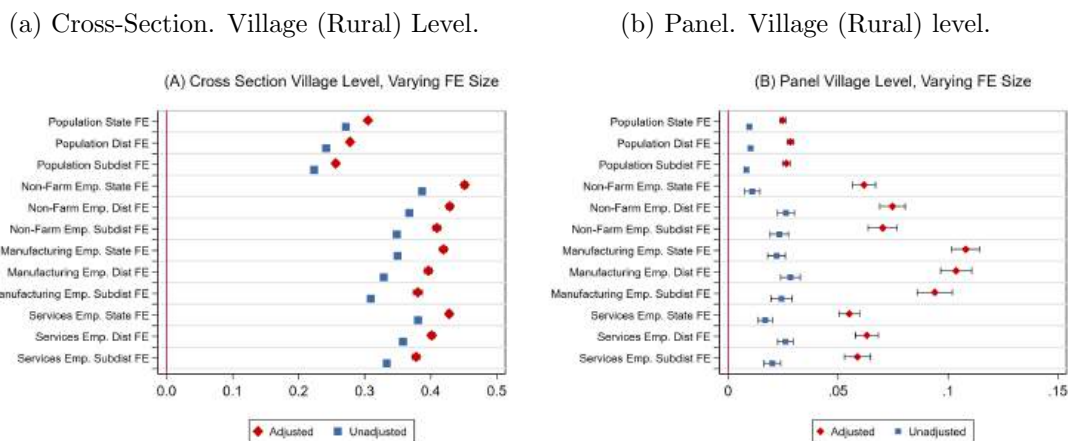 (a) Cross-Section. Village (Rural) Level.
(b) Panel. Village (Rural) level.
(A) Cross Section Village Level, Varying FE Size
Population State FE
Population Dist FE
Population Subdist FE
Non-Farm Emp. State FE
Non-Farm Emp. Dist FE
Non-Farm Emp. Subdist FE
Manufacturing Emp. State FE
Manufacturing Emp. Dist FE
anufacturing Emp. Subdist FE
Services Emp. State FE
Services Emp. Dist FE
Services Emp. Subdist FE
0.0 0.1 0.2 0.3 0.4 0.5
Adjusted Unadjusted
(B) Panel Village Level, Varying FE Size
Population State FE
Population Dist FE
Population Subdist FE
Non-Farm Emp. State FE
Non-Farm Emp. Dist FE
Non-Farm Emp. Subdist FE
Manufacturing Emp. State FE
Manufacturing Emp. Dist FE
Manufacturing Emp. Subdist FE
Services Emp. State FE
Services Emp. Dist FE
Services Emp. Subdist FE
0 .05 .1 .15
Adjusted Unadjusted